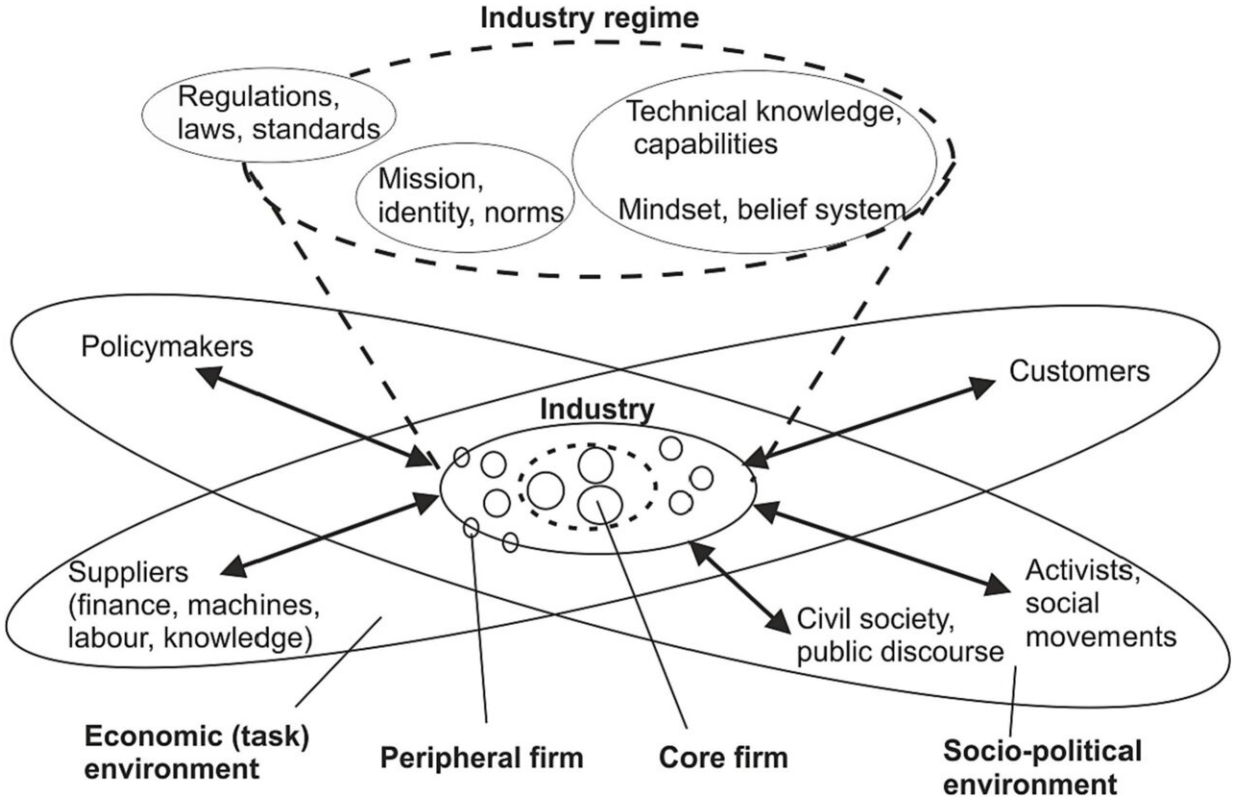 Industry regime
Regulations,
laws, standards
Technical knowledge,
capabilities
Mission,
identity, norms
Mindset, belief system
Policymakers
Customers
Industry
Suppliers
(finance, machines,
labour, knowledge)
Activists,
social
movements
Civil society,
public discourse
Economic (task)
environment
Peripheral firm
Core firm
Socio-political
environment